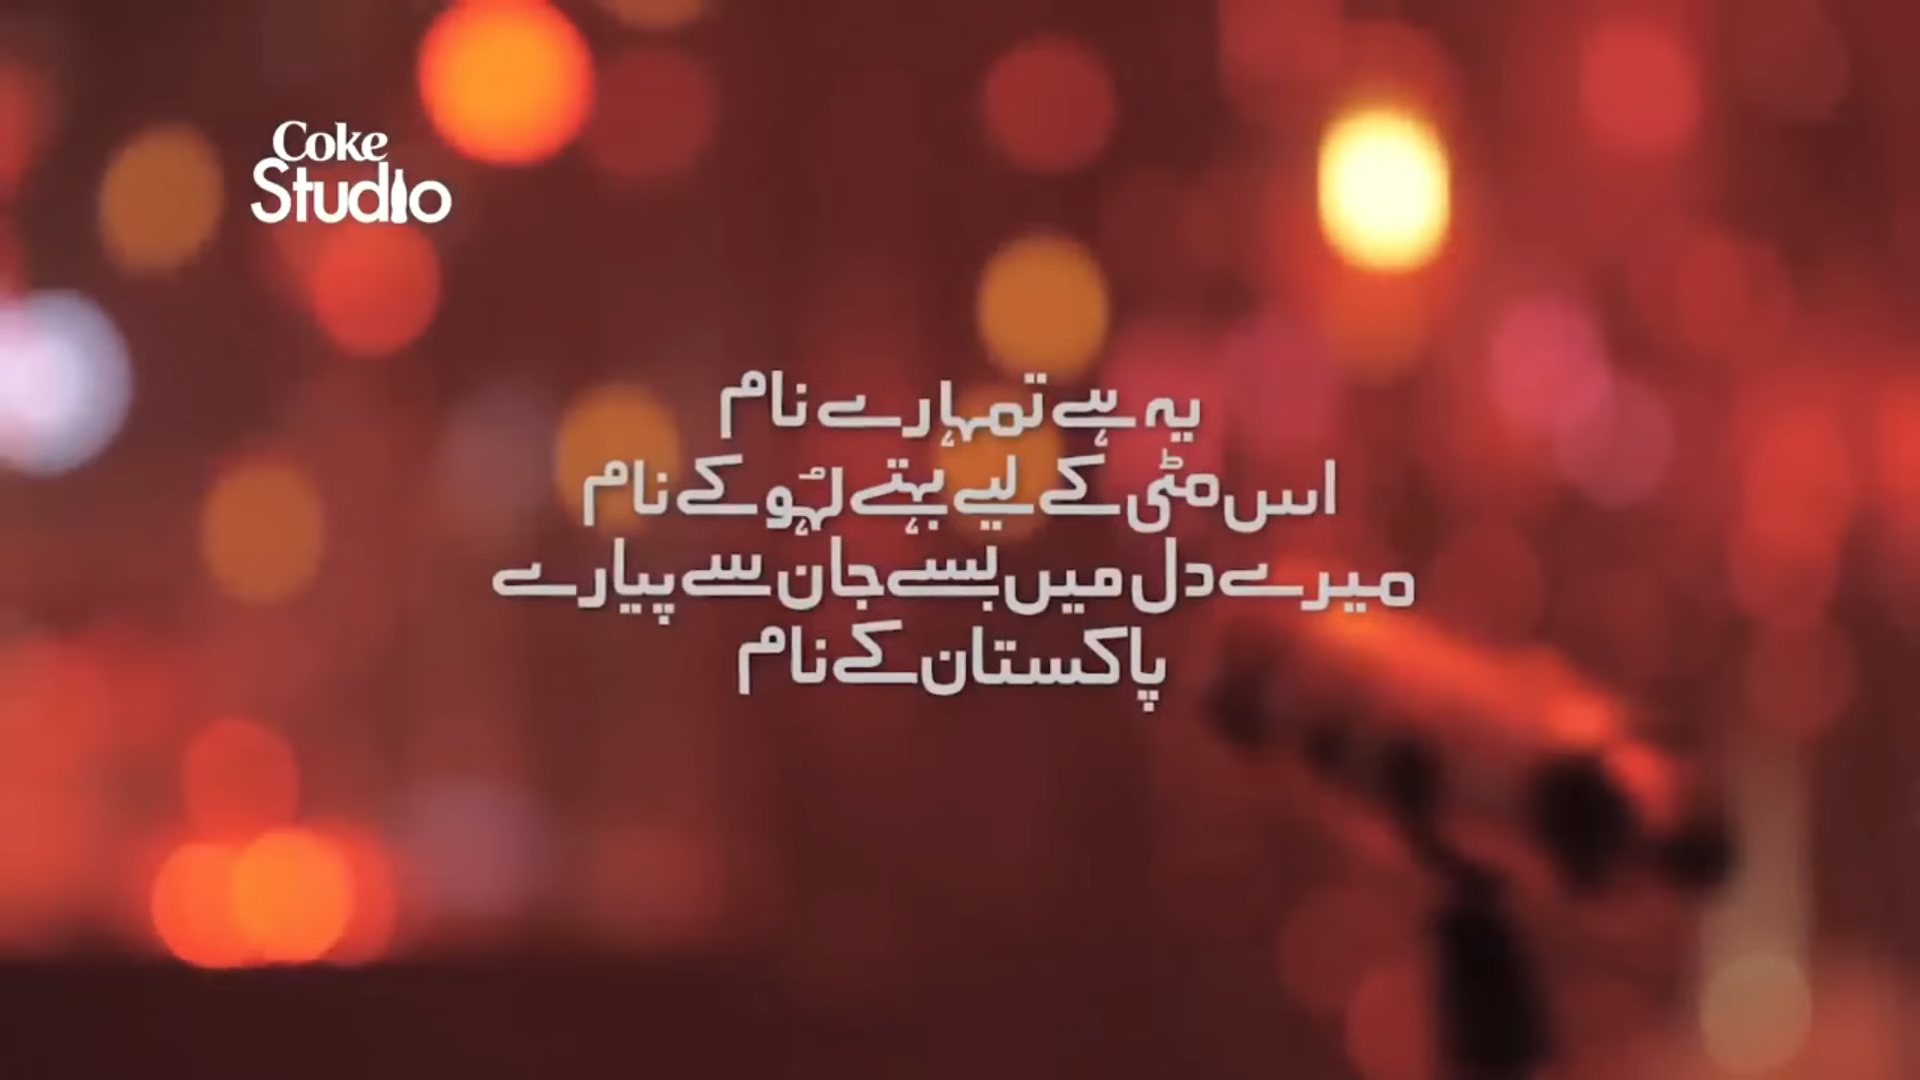 Coke
Studio
یہ ہے تمہارے نام
اس مٹی کے لیے بہتے لہُو کے نام
میرے دل میں بسے جان سے پیارے
پاکستان کے نام